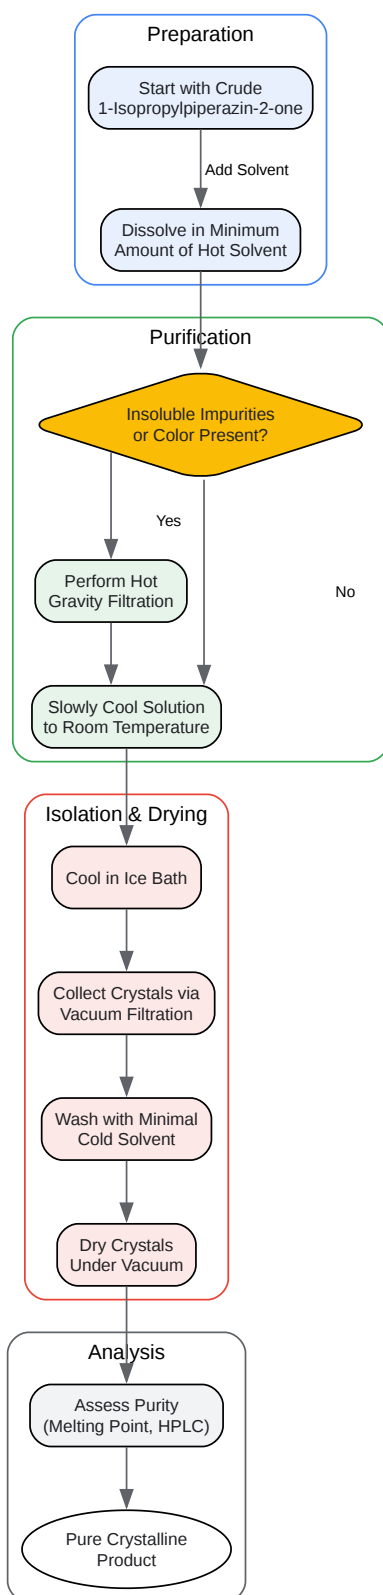 Preparation
Start with Crude
1-Isopropylpiperazin-2-one
Add Solvent
Dissolve in Minimum
Amount of Hot Solvent
Purification
Insoluble Impurities
or Color Present?
Yes
Perform Hot
Gravity Filtration
No
Slowly Cool Solution
to Room Temperature
Isolation & Drying
Cool in Ice Bath
Collect Crystals via
Vacuum Filtration
Wash with Minimal
Cold Solvent
Dry Crystals
Under Vacuum
Analysis
Assess Purity
(Melting Point, HPLC)
Pure Crystalline
Product